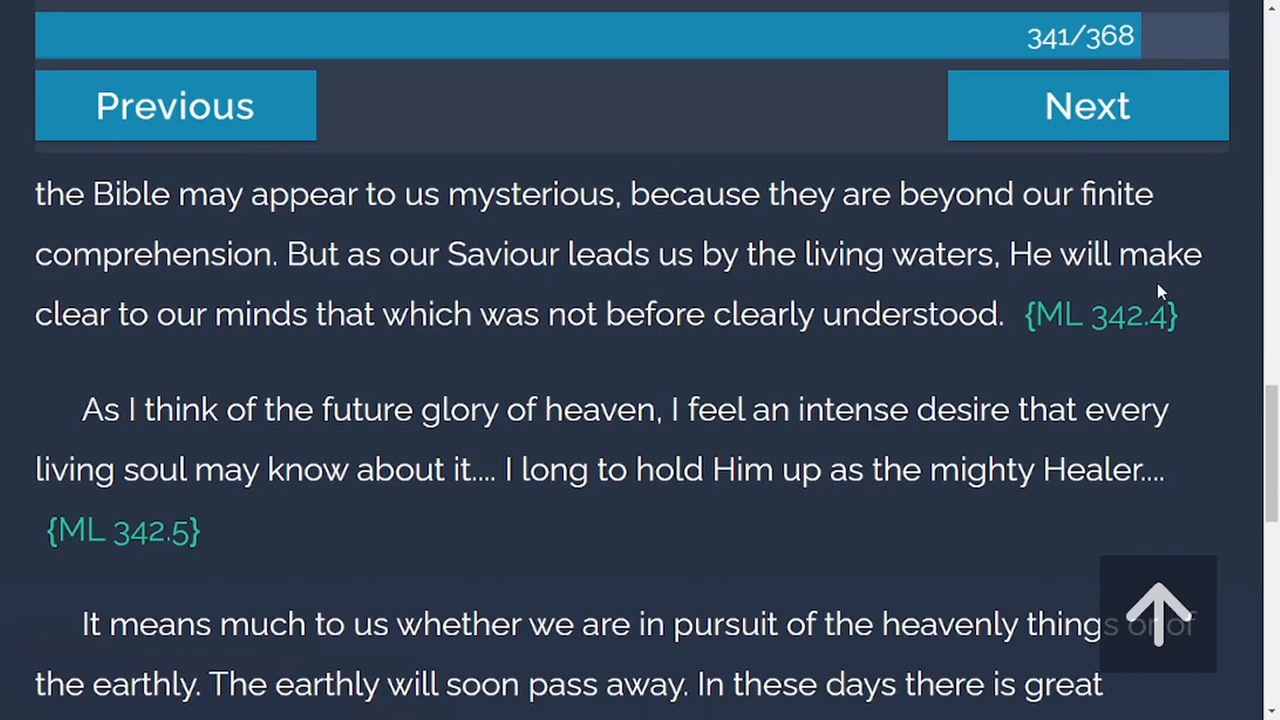 341/368
Previous
Next
the Bible may appear to us mysterious, because they are beyond our finite
comprehension. But as our Saviour leads us by the living waters, He will make
clear to our minds that which was not before clearly understood. {ML 342.4}
As I think of the future glory of heaven, I feel an intense desire that every
living soul may know about it.... I long to hold Him up as the mighty Healer....
{ML 342.5}
It means much to us whether we are in pursuit of the heavenly things or of
the earthly. The earthly will soon pass away. In these days there is great